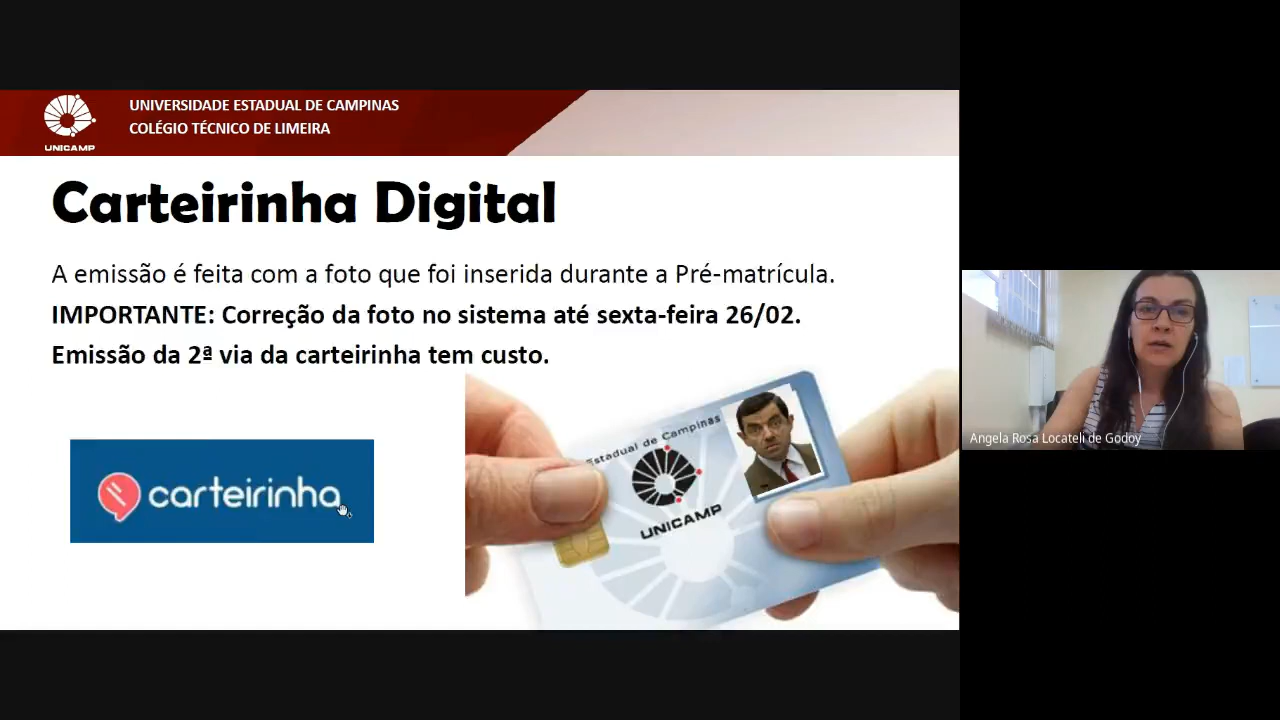 UNIVERSIDADE ESTADUAL DE CAMPINAS
COLÉGIO TÉCNICO DE LIMEIRA
UNICAMP
Carteirinha Digital
A emissão é feita com a foto que foi inserida durante a Pré-matrícula.
IMPORTANTE: Correção da foto no sistema até sexta-feira 26/02.
Emissão da 2ª via da carteirinha tem custo.
carteirinha
Estadual de Campinas
UNICAMP
Angela Rosa Locateli de Godoy